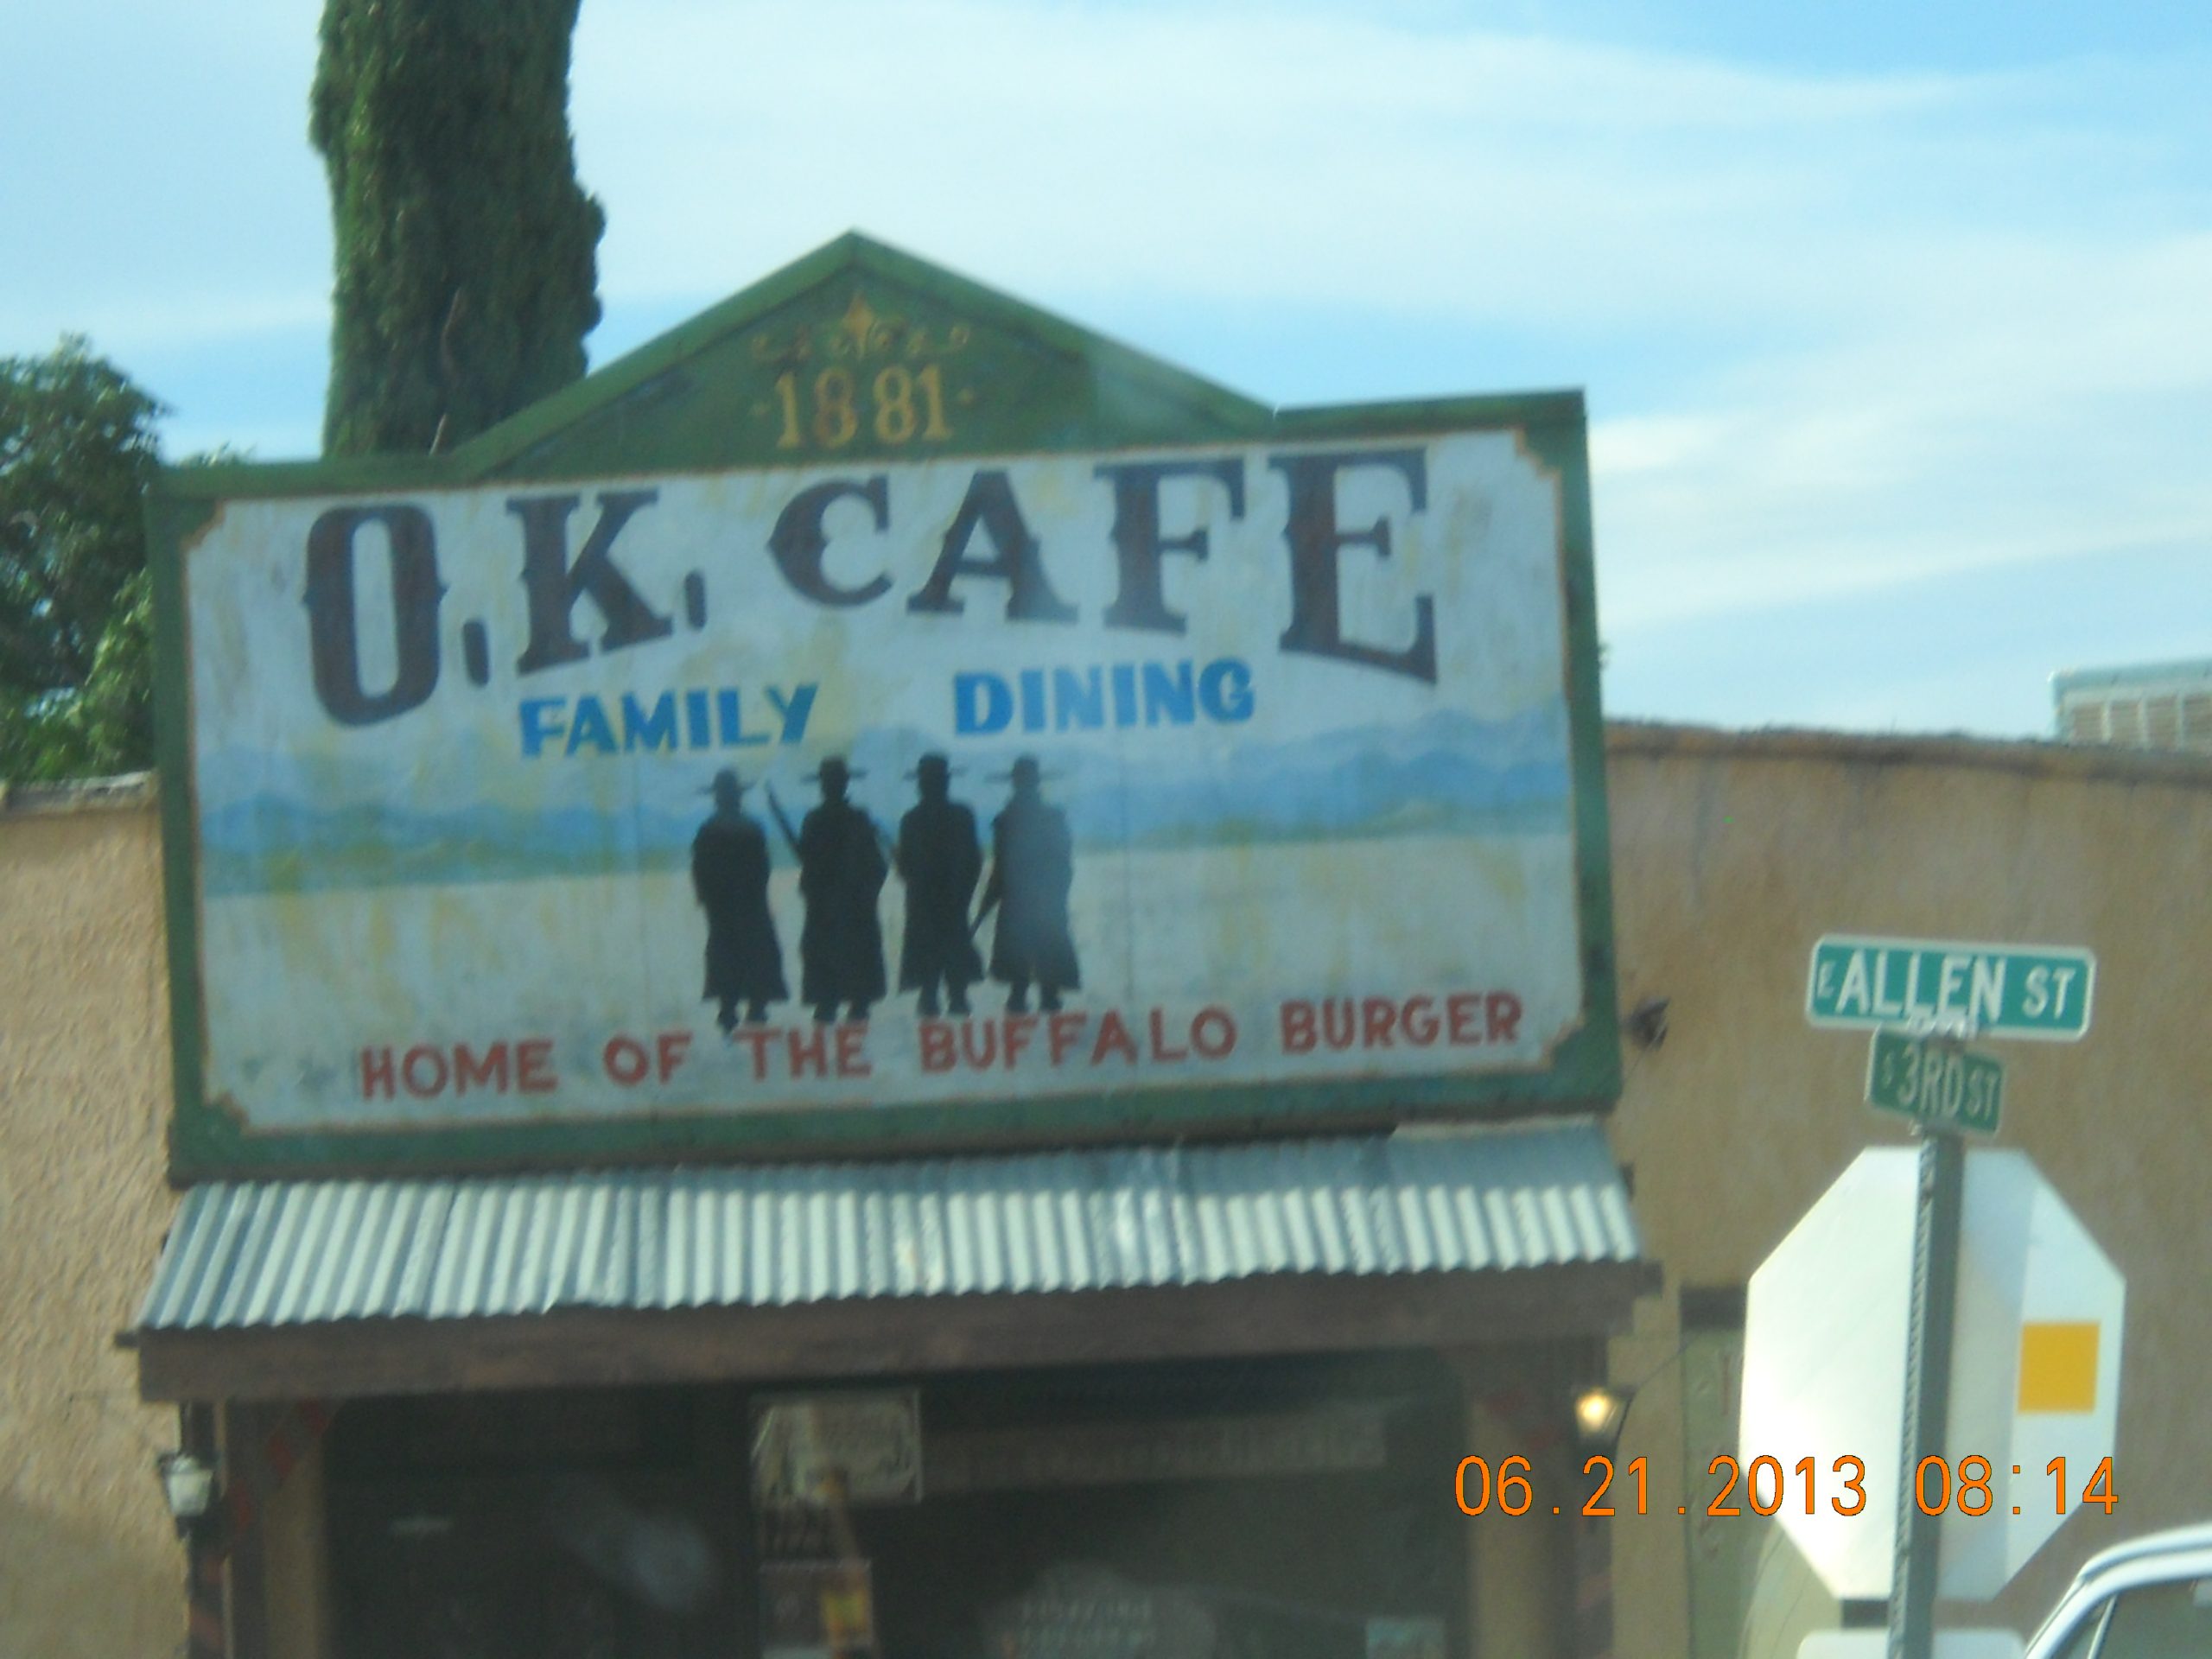 ·1881·
O.K. CAFE
FAMILY DINING
HOME OF THE BUFFALO BURGER
E ALLEN ST
S 3RD ST
06.21.2013 08:14